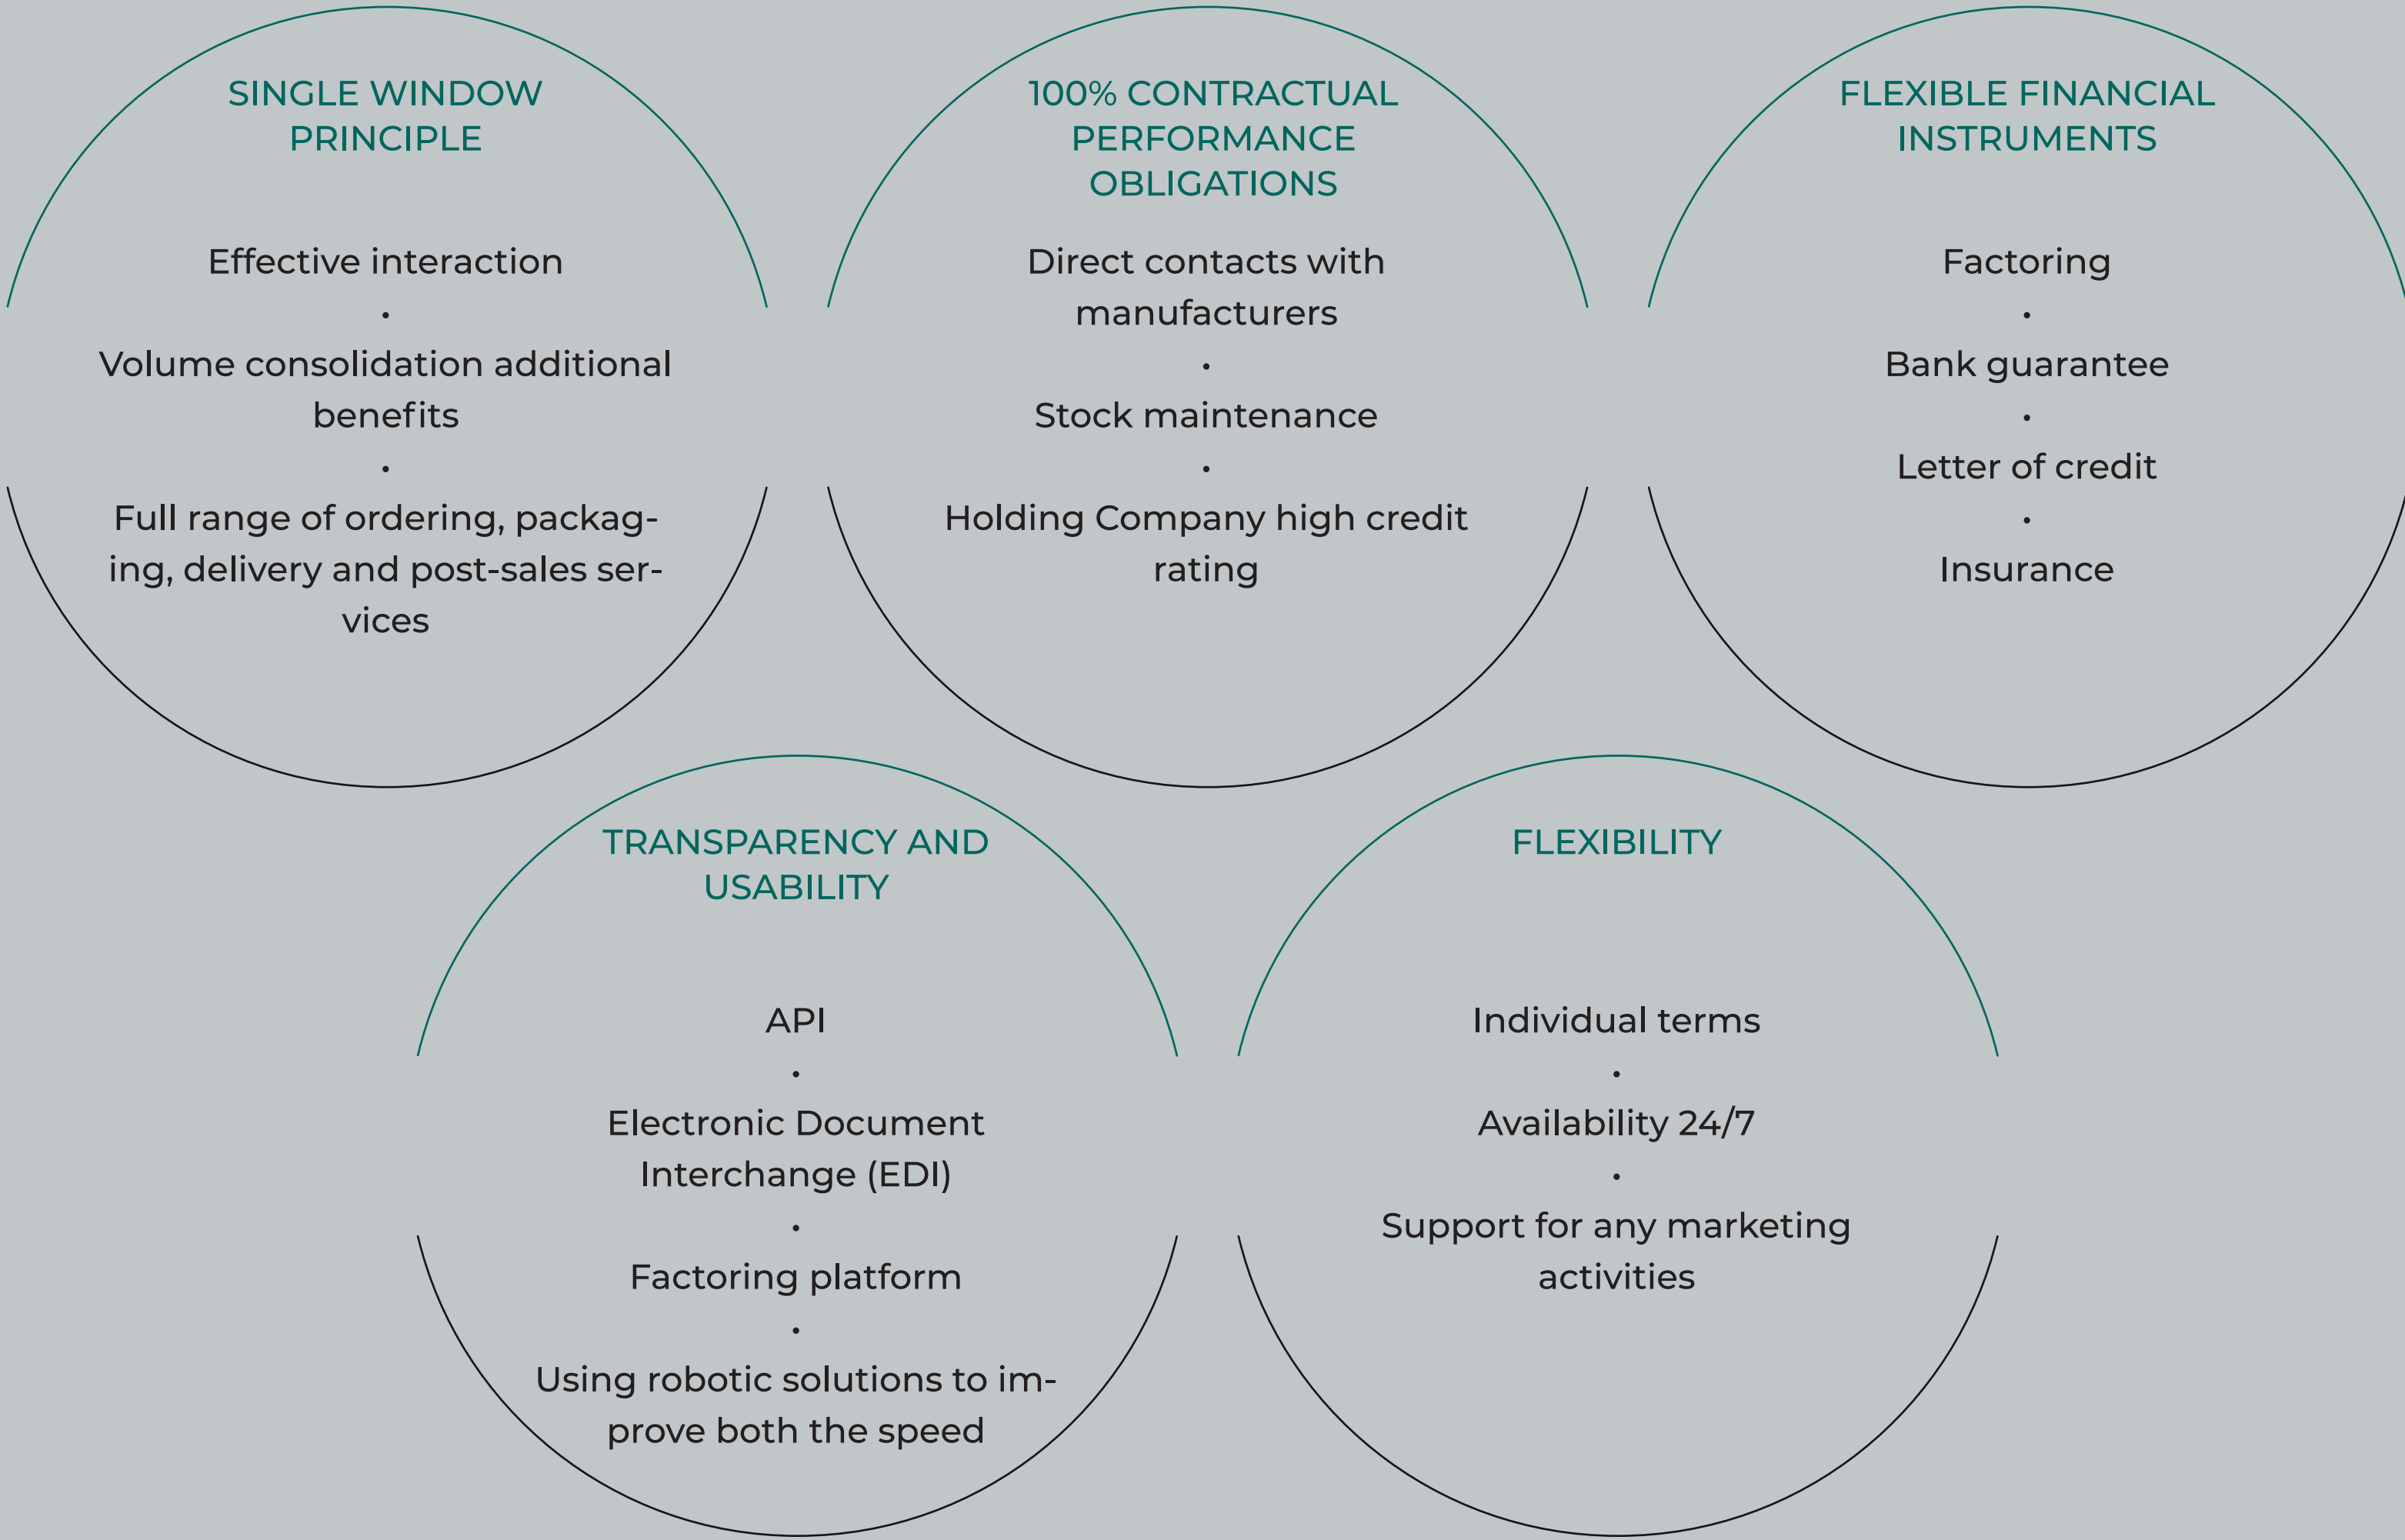 SINGLE WINDOW
PRINCIPLE
Effective interaction
•
Volume consolidation additional
benefits
•
Full range of ordering, packag-
ing, delivery and post-sales ser-
vices
100% CONTRACTUAL
PERFORMANCE
OBLIGATIONS
Direct contacts with
manufacturers
•
Stock maintenance
•
Holding Company high credit
rating
FLEXIBLE FINANCIAL
INSTRUMENTS
Factoring
•
Bank guarantee
•
Letter of credit
•
Insurance
TRANSPARENCY AND
USABILITY
API
•
Electronic Document
Interchange (EDI)
•
Factoring platform
•
Using robotic solutions to im-
prove both the speed
FLEXIBILITY
Individual terms
•
Availability 24/7
•
Support for any marketing
activities